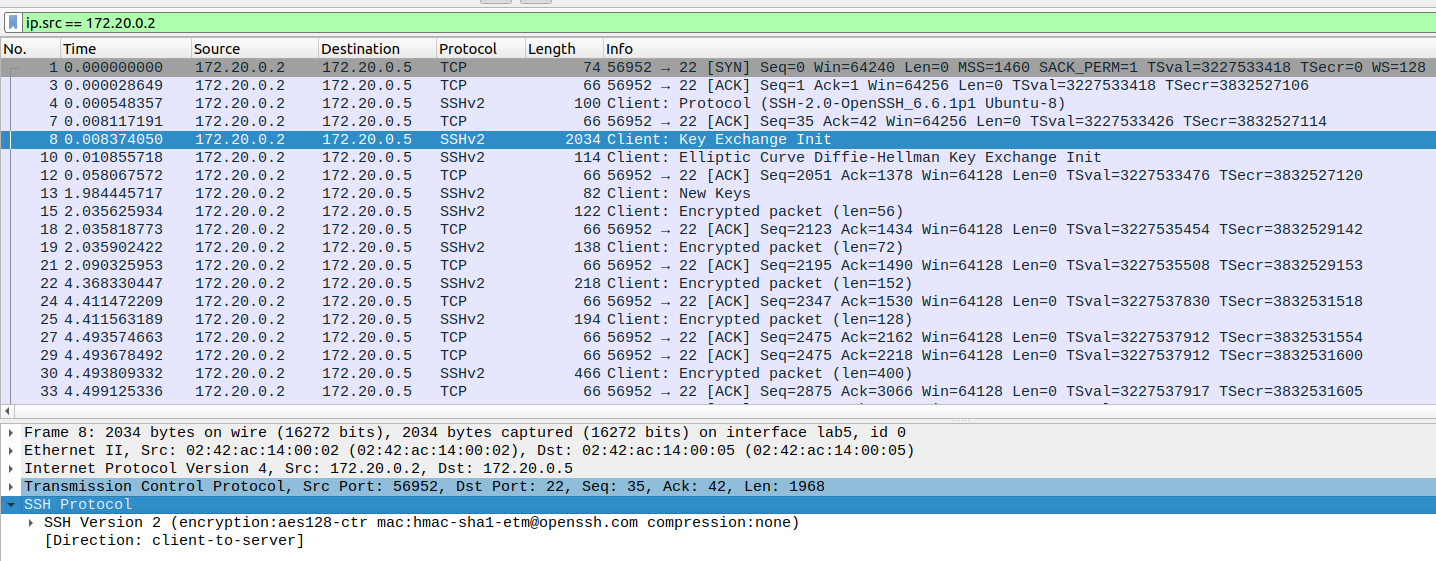 ip.src == 172.20.0.2
No. Time Source Destination Protocol Length Info
1 0.000000000 172.20.0.2 172.20.0.5 TCP 74 56952 → 22 [SYN] Seq=0 Win=64240 Len=0 MSS=1460 SACK_PERM=1 TSval=3227533418 TSecr=0 WS=128
3 0.000028649 172.20.0.2 172.20.0.5 TCP 66 56952 → 22 [ACK] Seq=1 Ack=1 Win=64256 Len=0 TSval=3227533418 TSecr=3832527106
4 0.000548357 172.20.0.2 172.20.0.5 SSHv2 100 Client: Protocol (SSH-2.0-OpenSSH_6.6.1p1 Ubuntu-8)
7 0.008117191 172.20.0.2 172.20.0.5 TCP 66 56952 → 22 [ACK] Seq=35 Ack=42 Win=64256 Len=0 TSval=3227533426 TSecr=3832527114
8 0.008374050 172.20.0.2 172.20.0.5 SSHv2 2034 Client: Key Exchange Init
10 0.010855718 172.20.0.2 172.20.0.5 SSHv2 114 Client: Elliptic Curve Diffie-Hellman Key Exchange Init
12 0.058067572 172.20.0.2 172.20.0.5 TCP 66 56952 → 22 [ACK] Seq=2051 Ack=1378 Win=64128 Len=0 TSval=3227533476 TSecr=3832527120
13 1.984445717 172.20.0.2 172.20.0.5 SSHv2 82 Client: New Keys
15 2.035625934 172.20.0.2 172.20.0.5 SSHv2 122 Client: Encrypted packet (len=56)
18 2.035818773 172.20.0.2 172.20.0.5 TCP 66 56952 → 22 [ACK] Seq=2123 Ack=1434 Win=64128 Len=0 TSval=3227535454 TSecr=3832529142
19 2.035902422 172.20.0.2 172.20.0.5 SSHv2 138 Client: Encrypted packet (len=72)
21 2.090325953 172.20.0.2 172.20.0.5 TCP 66 56952 → 22 [ACK] Seq=2195 Ack=1490 Win=64128 Len=0 TSval=3227535508 TSecr=3832529153
22 4.368330447 172.20.0.2 172.20.0.5 SSHv2 218 Client: Encrypted packet (len=152)
24 4.411472209 172.20.0.2 172.20.0.5 TCP 66 56952 → 22 [ACK] Seq=2347 Ack=1530 Win=64128 Len=0 TSval=3227537830 TSecr=3832531518
25 4.411563189 172.20.0.2 172.20.0.5 SSHv2 194 Client: Encrypted packet (len=128)
27 4.493574663 172.20.0.2 172.20.0.5 TCP 66 56952 → 22 [ACK] Seq=2475 Ack=2162 Win=64128 Len=0 TSval=3227537912 TSecr=3832531554
29 4.493678492 172.20.0.2 172.20.0.5 TCP 66 56952 → 22 [ACK] Seq=2475 Ack=2218 Win=64128 Len=0 TSval=3227537912 TSecr=3832531600
30 4.493809332 172.20.0.2 172.20.0.5 SSHv2 466 Client: Encrypted packet (len=400)
33 4.499125336 172.20.0.2 172.20.0.5 TCP 66 56952 → 22 [ACK] Seq=2875 Ack=3066 Win=64128 Len=0 TSval=3227537917 TSecr=3832531605
Frame 8: 2034 bytes on wire (16272 bits), 2034 bytes captured (16272 bits) on interface lab5, id 0
Ethernet II, Src: 02:42:ac:14:00:02 (02:42:ac:14:00:02), Dst: 02:42:ac:14:00:05 (02:42:ac:14:00:05)
Internet Protocol Version 4, Src: 172.20.0.2, Dst: 172.20.0.5
Transmission Control Protocol, Src Port: 56952, Dst Port: 22, Seq: 35, Ack: 42, Len: 1968
SSH Protocol
SSH Version 2 (encryption:aes128-ctr mac:hmac-sha1-etm@openssh.com compression:none)
[Direction: client-to-server]